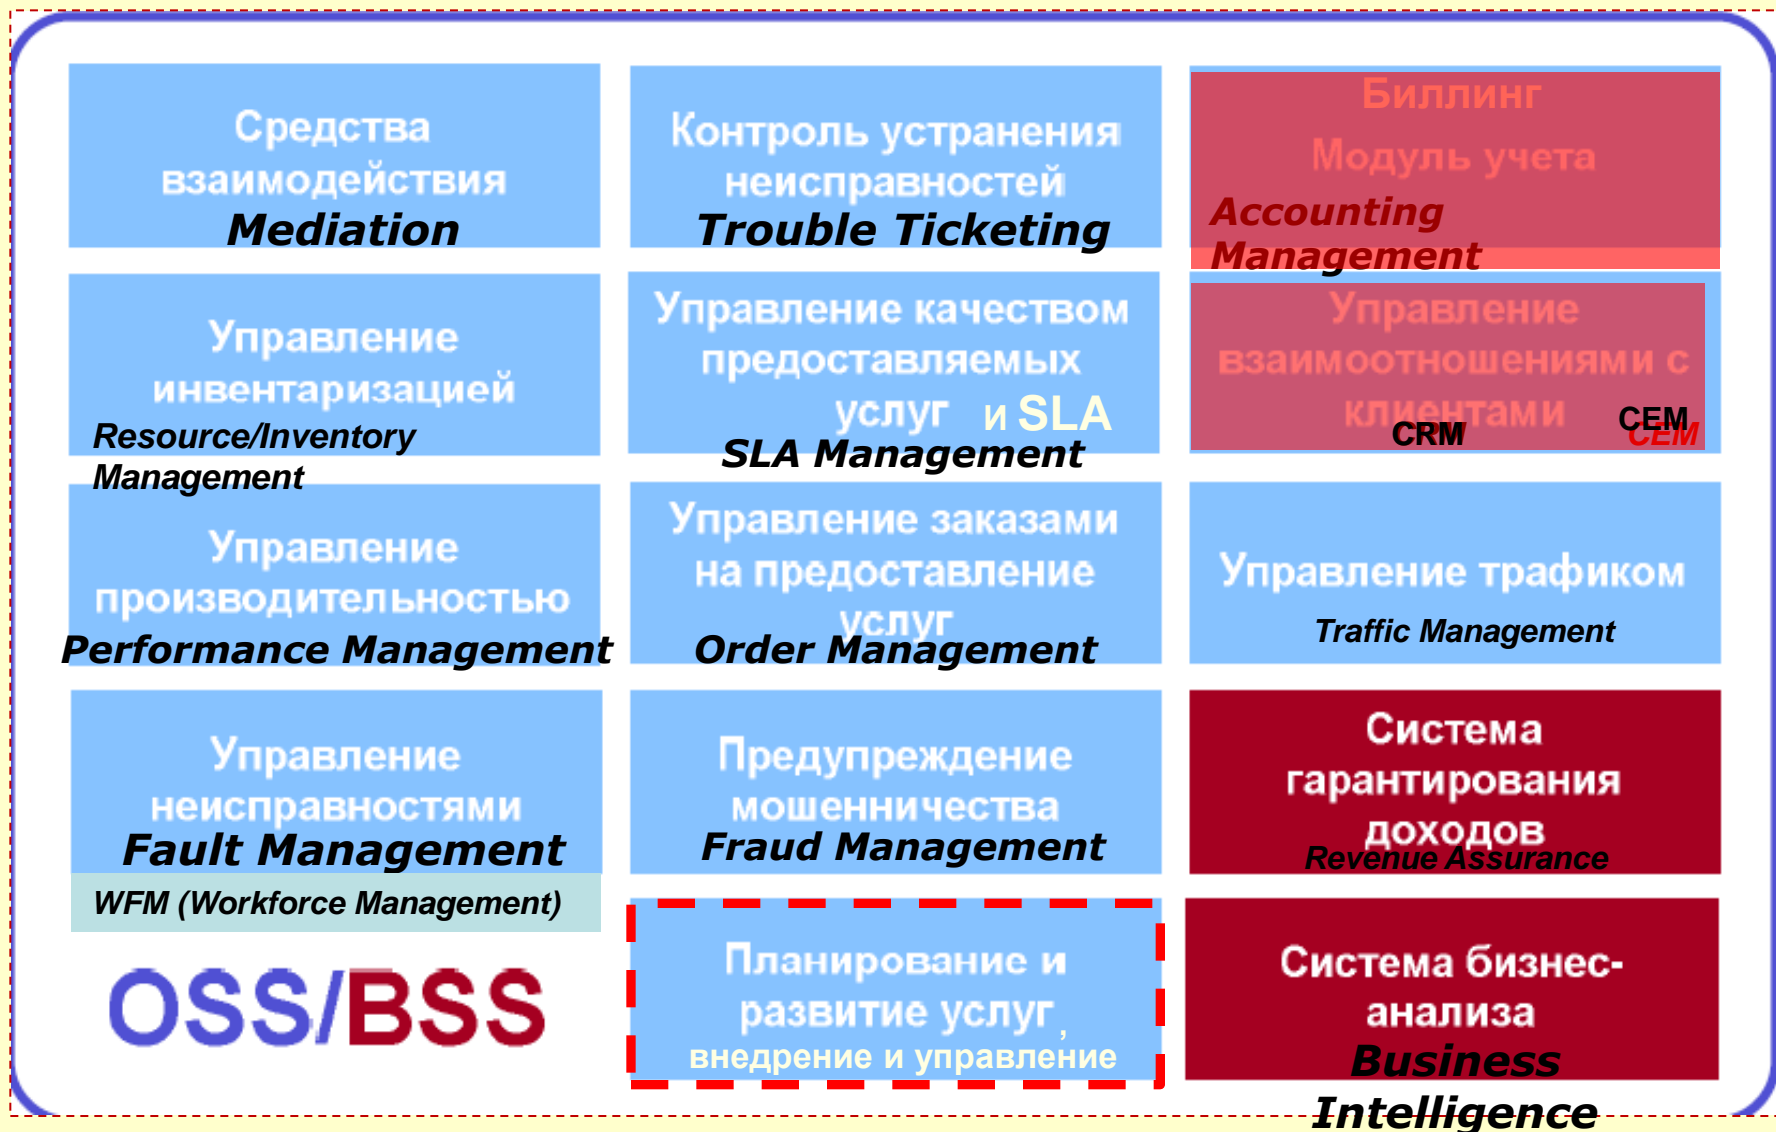 Средства
взаимодействия
Mediation
Контроль устранения
неисправностей
Trouble Ticketing
Биллинг
Модуль учета
Accounting
Management
Управление
инвентаризацией
Resource/Inventory
Management
Управление качеством
предоставляемых
услуг и SLA
SLA Management
Управление
взаимоотношениями с
клиентами
CRM
CEM
CEM
Управление
производительностью
Performance Management
Управление заказами
на предоставление
услуг
Order Management
Управление трафиком
Traffic Management
Управление
неисправностями
Fault Management
WFM (Workforce Management)
Предупреждение
мошенничества
Fraud Management
Система
гарантирования
доходов
Revenue Assurance
OSS/BSS
Планирование и
развитие услуг,
внедрение и управление
Система бизнес-
анализа
Business
Intelligence